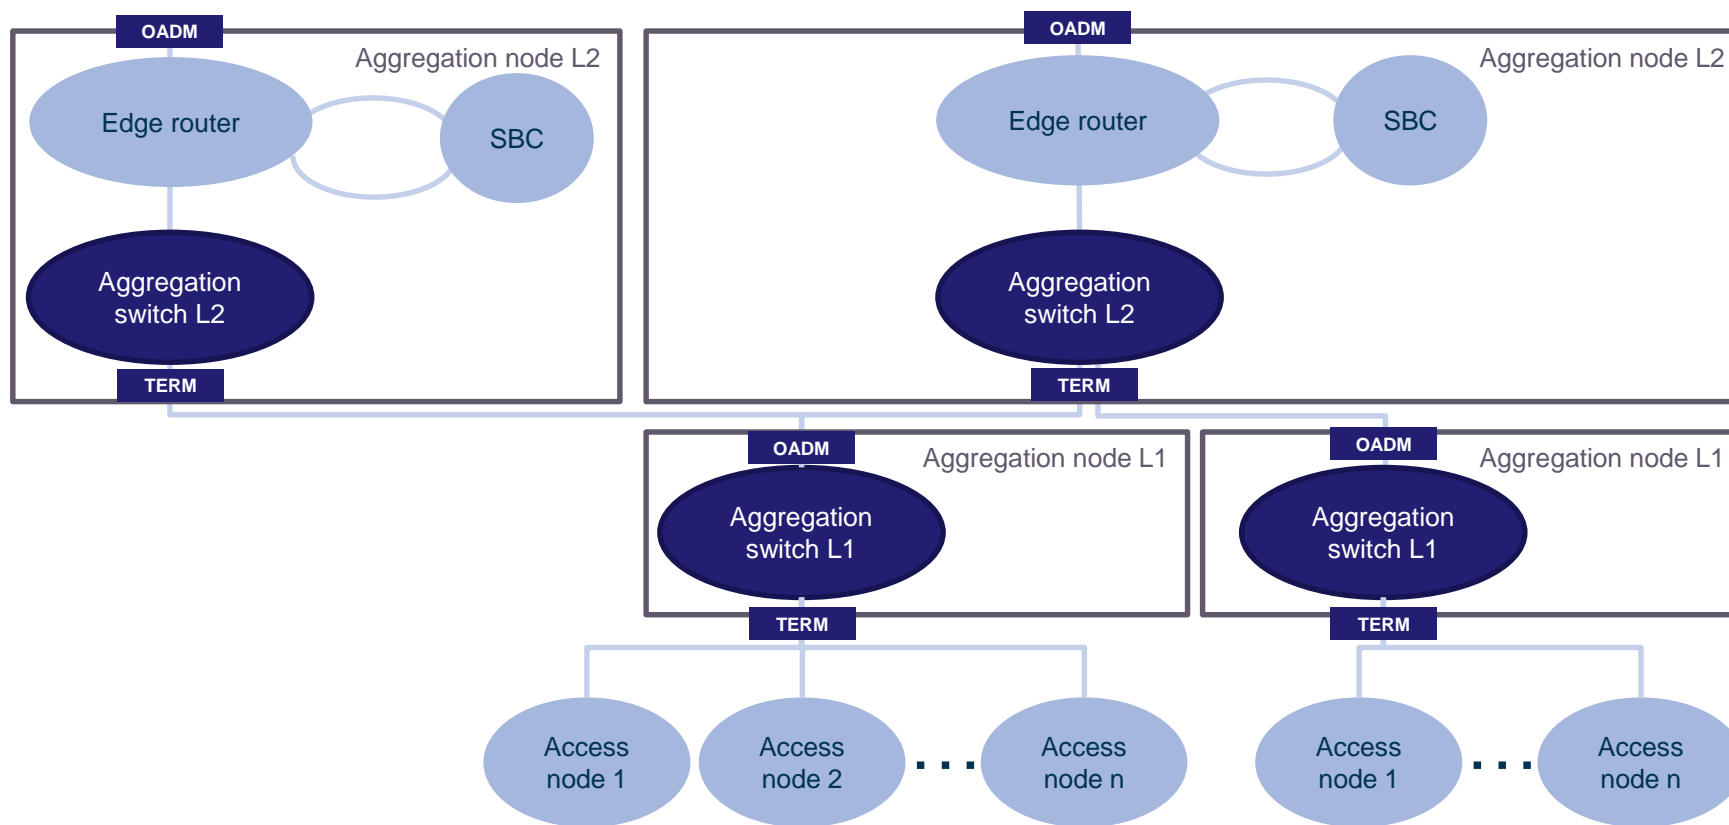 OADM
Aggregation node L2
Edge router
SBC
Aggregation
switch L2
TERM
OADM
Aggregation node L2
Edge router
SBC
Aggregation
switch L2
TERM
OADM
Aggregation node L1
Aggregation
switch L1
TERM
OADM
Aggregation node L1
Aggregation
switch L1
TERM
Access
node 1
Access
node 2
...
Access
node n
Access
node 1
...
Access
node n